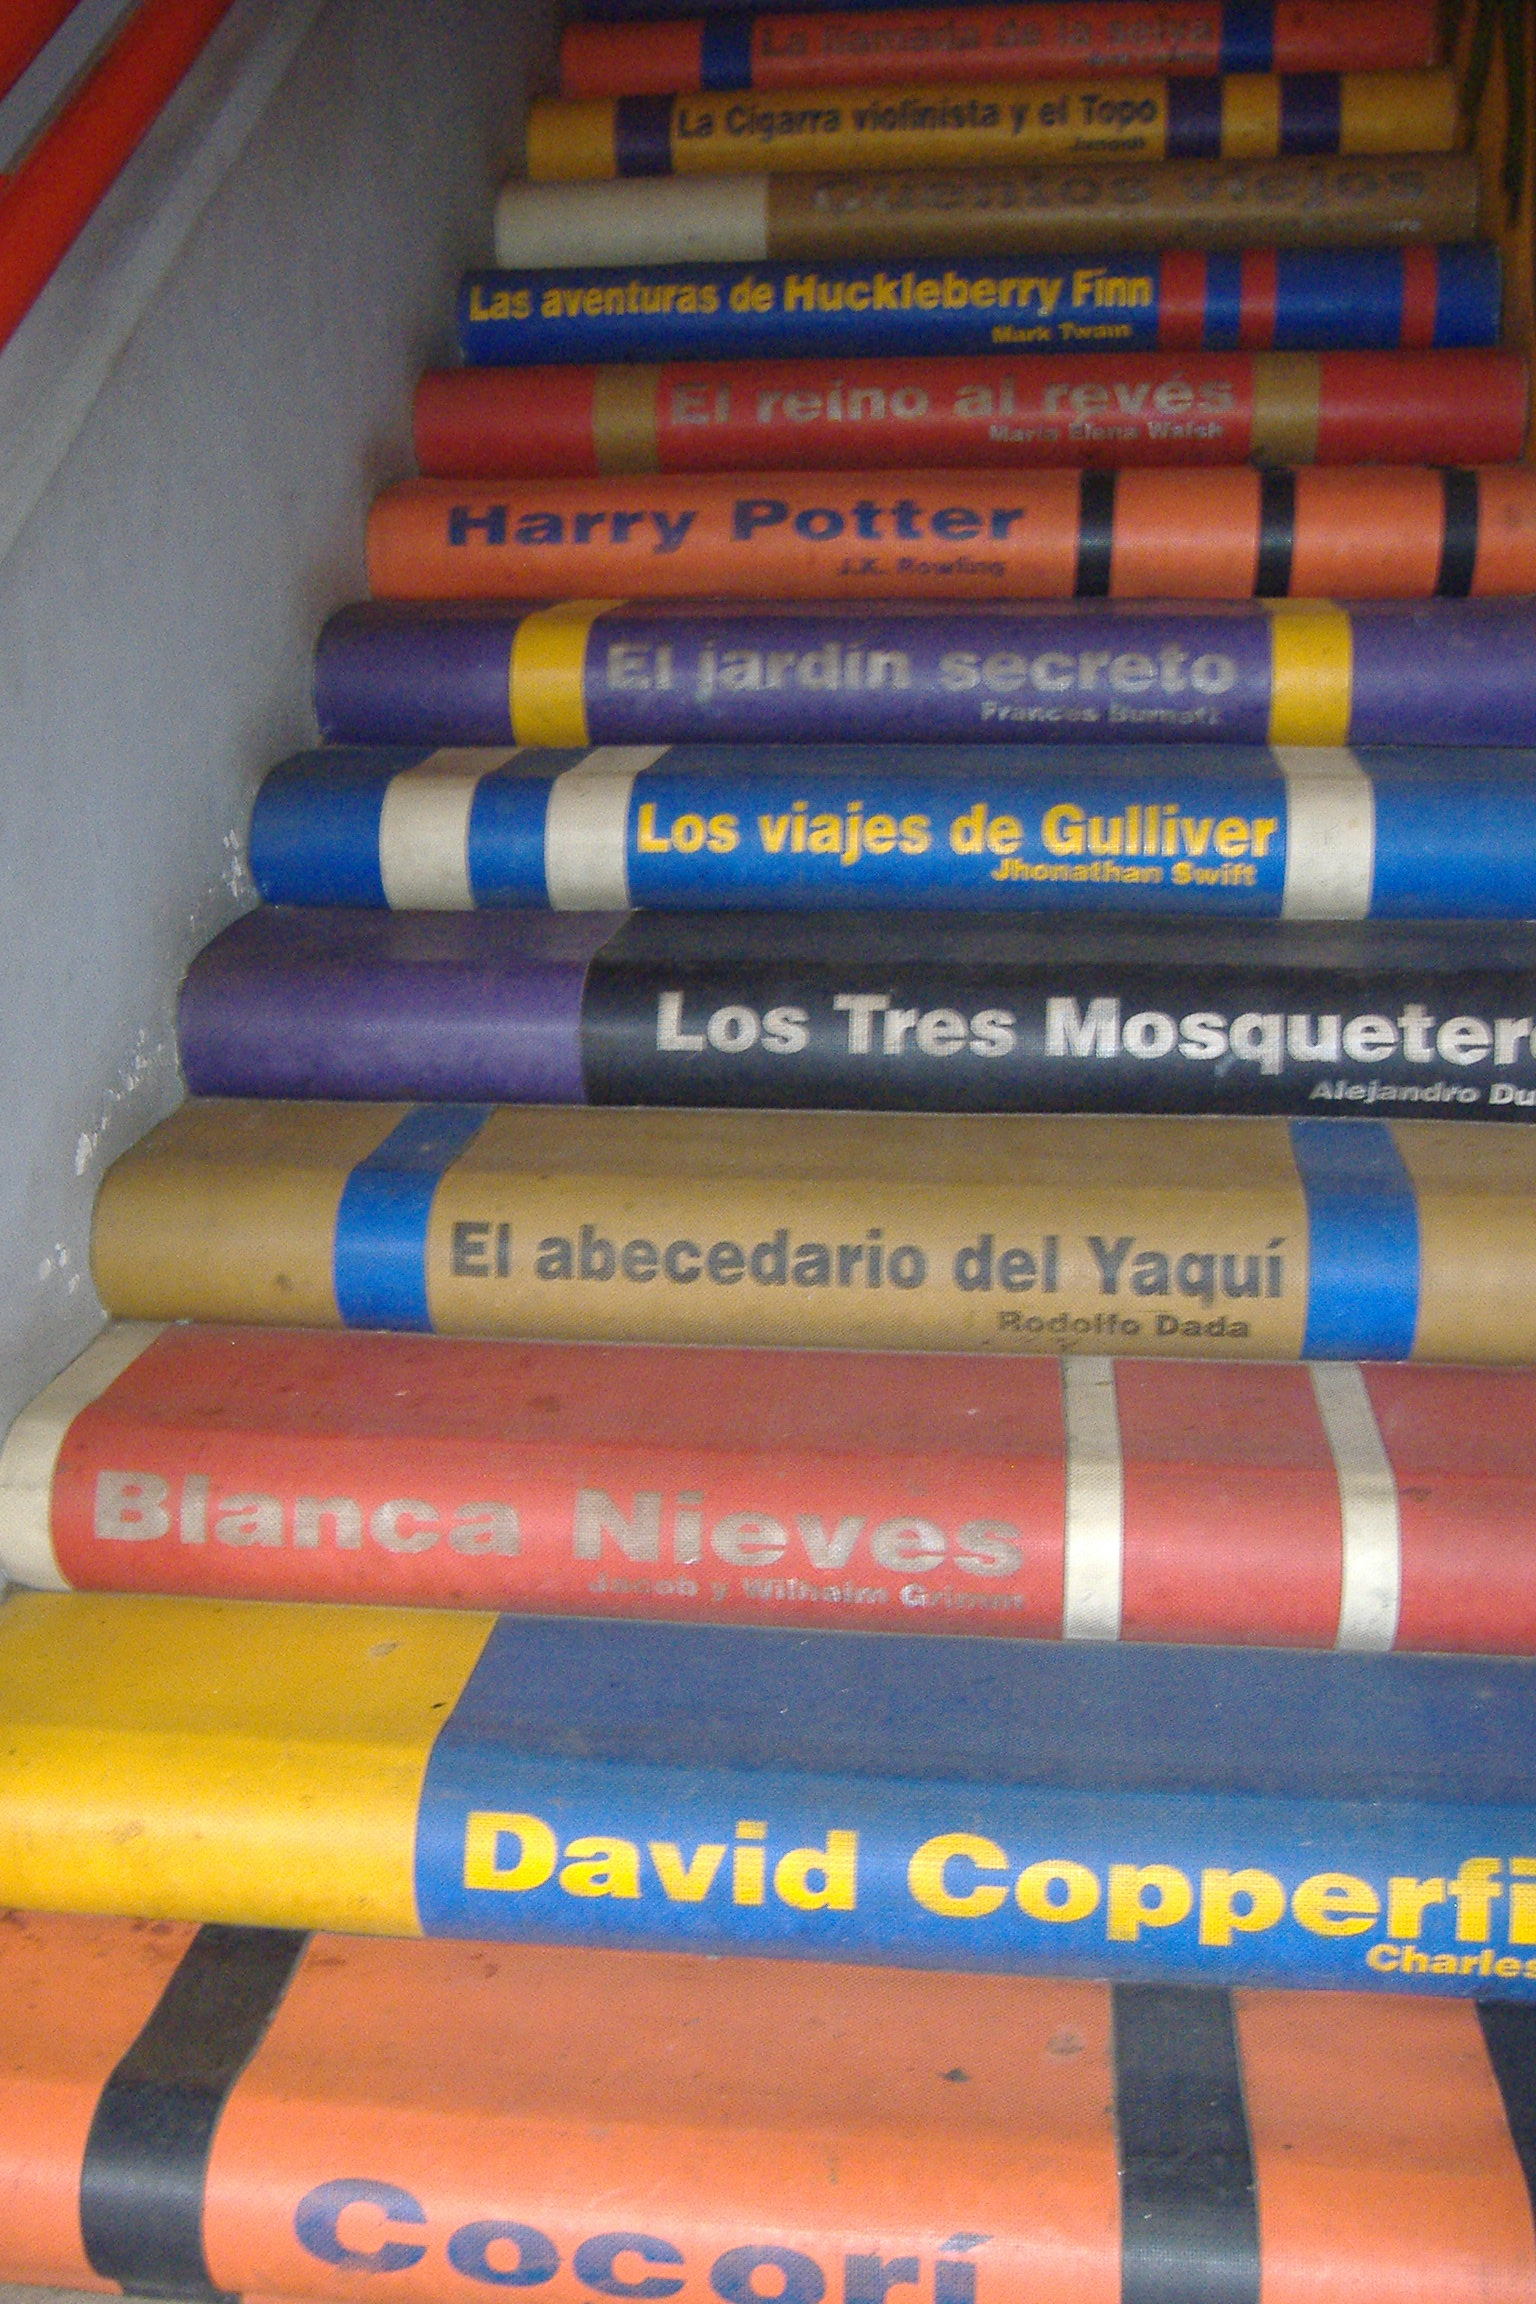 La llamada de la selva
La Cigarra violinista y el Topo
Janosh
Cuentos viejos
Las aventuras de Huckleberry Finn
Mark Twain
El reino al revés
María Elena Walsh
Harry Potter
J.K. Rowling
El jardín secreto
Frances Burnett
Los viajes de Gulliver
Jhonathan Swift
Los Tres Mosqueter
Alejandro Du
El abecedario del Yaquí
Rodolfo Dada
Blanca Nieves
Jacob y Wilhelm Grimm
David Copperfi
Charles
Cocorí